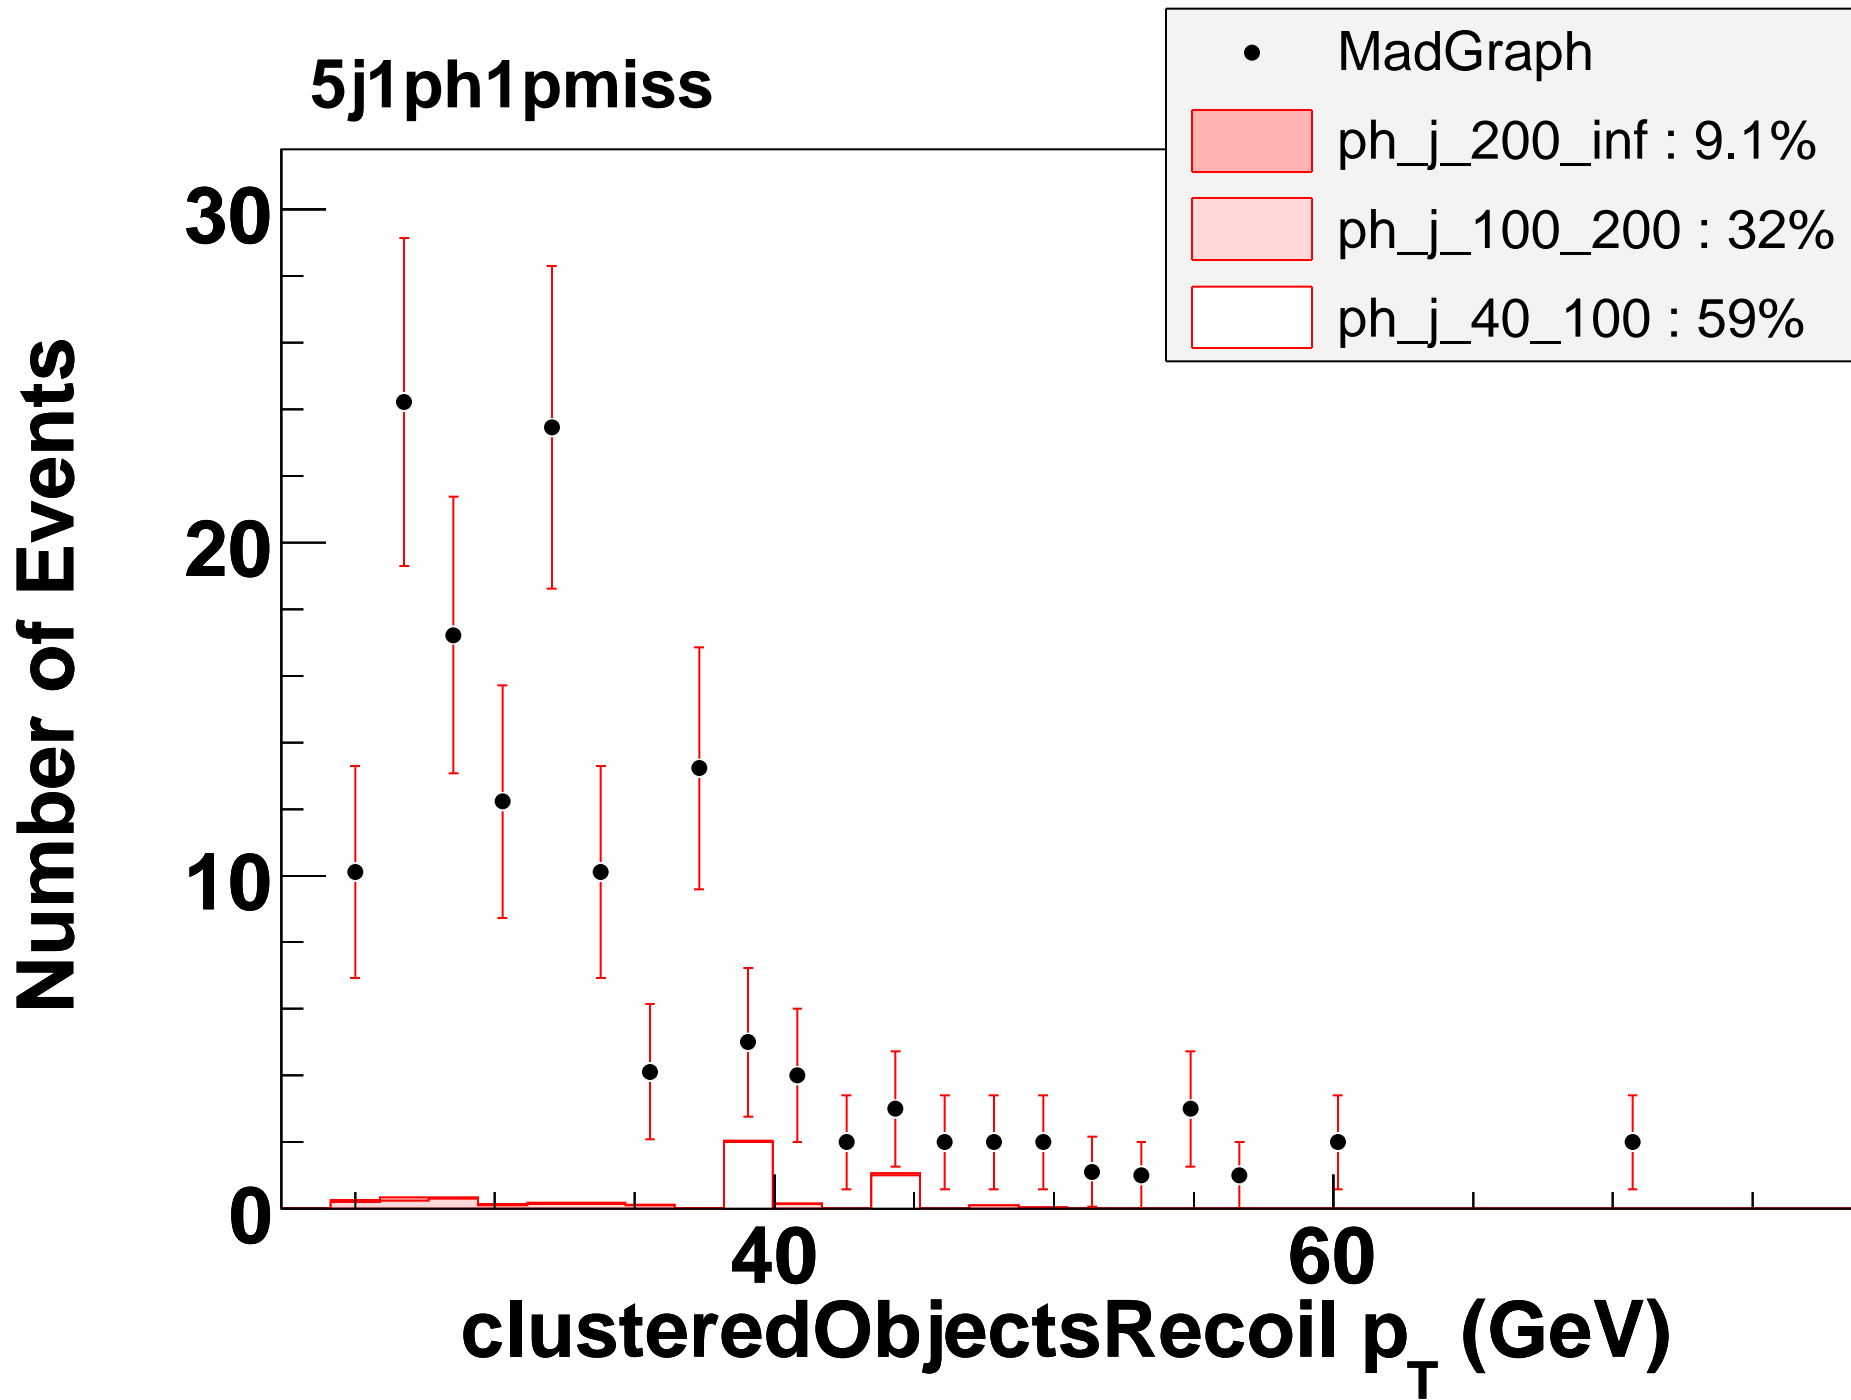 5j1ph1pmiss
MadGraph
ph_j_200_inf : 9.1%
ph_j_100_200 : 32%
ph_j_40_100 : 59%
Number of Events
30
20
10
0
40
60
clusteredObjectsRecoil p_T (GeV)